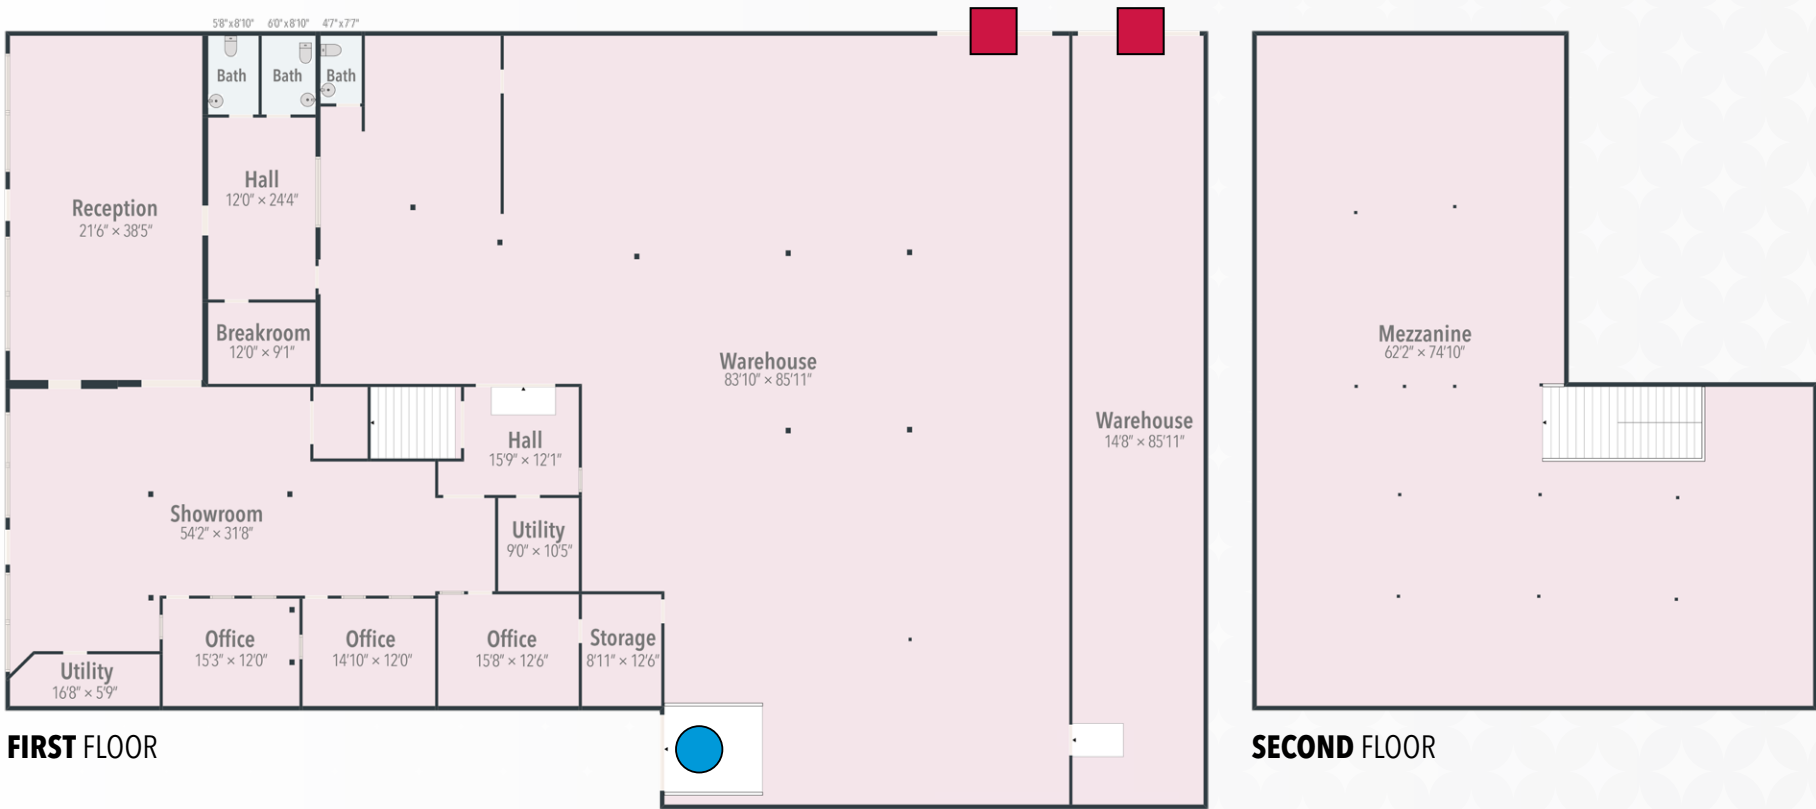 5'8"x8'10" 6'0"x8'10" 4'7"x7'7"
Bath
Bath
Bath
Reception
21'6" × 38'5"
Hall
12'0" × 24'4"
Breakroom
12'0" × 9'1"
Warehouse
83'10" × 85'11"
Warehouse
14'8" × 85'11"
Hall
15'9" × 12'1"
Showroom
54'2" × 31'8"
Utility
9'0" × 10'5"
Office
15'3" × 12'0"
Office
14'10" × 12'0"
Office
15'8" × 12'6"
Storage
8'11" × 12'6"
Utility
16'8" × 5'9"
FIRST FLOOR
Mezzanine
62'2" × 74'10"
SECOND FLOOR